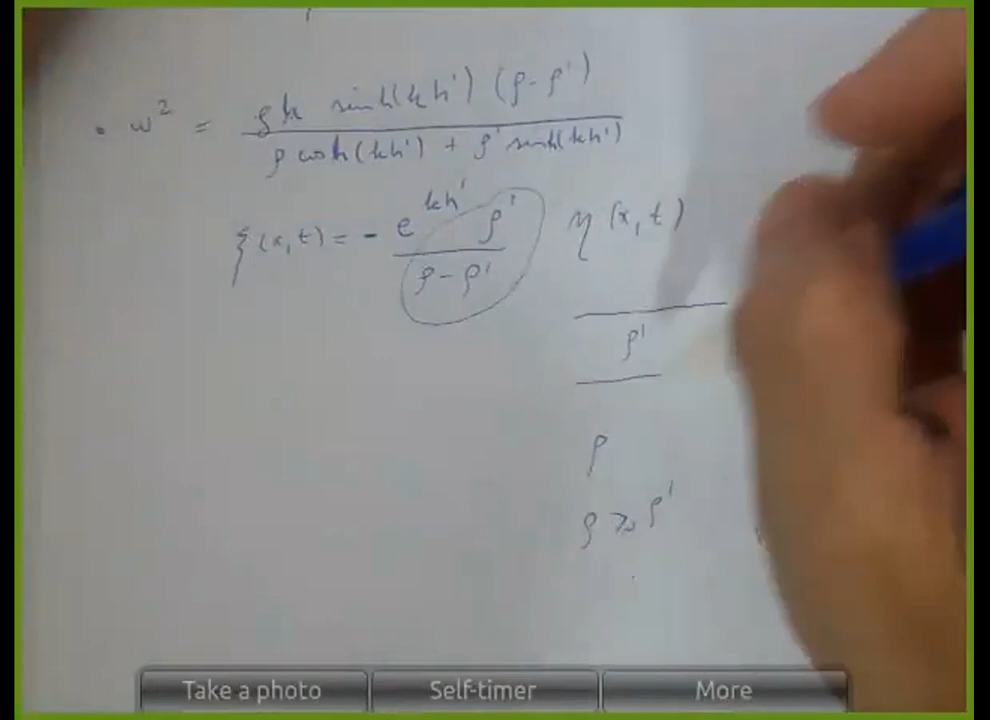 • ω² = gk sinh(kh') (ρ-ρ') / ρ cosh(kh') + ρ' sinh(kh')
ξ(x,t) = - e^{kh'} ρ' / ρ-ρ' η(x,t)
ρ'
ρ
ρ ≥ ρ'
Take a photo Self-timer More